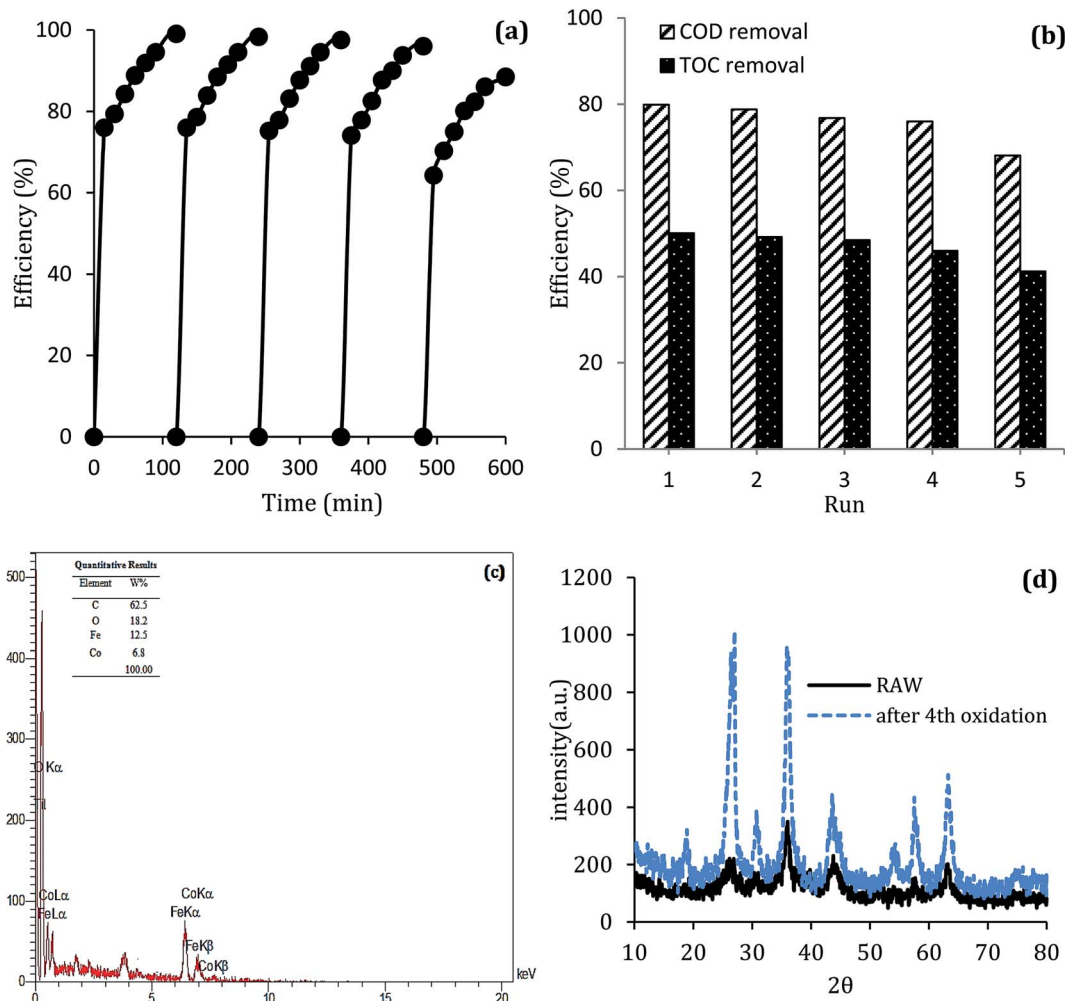 (a)
100
80
60
40
20
0
Efficiency (%)
0 100 200 300 400 500 600
Time (min)
(b)
COD removal
TOC removal
100
80
60
40
20
0
Efficiency (%)
1 2 3 4 5
Run
(c)
Quantitative Results
Element W%
C 62.5
O 18.2
Fe 12.5
Co 6.8
100.00
500
400
300
200
100
0
Kα
CoLα
FeLα
CoKα
FeKα
FeKβ
CoKβ
0 5 10 15 20
keV
(d)
1200
1000
800
600
400
200
0
intensity(a.u.)
RAW
after 4th oxidation
10 20 30 40 50 60 70 80
2θ